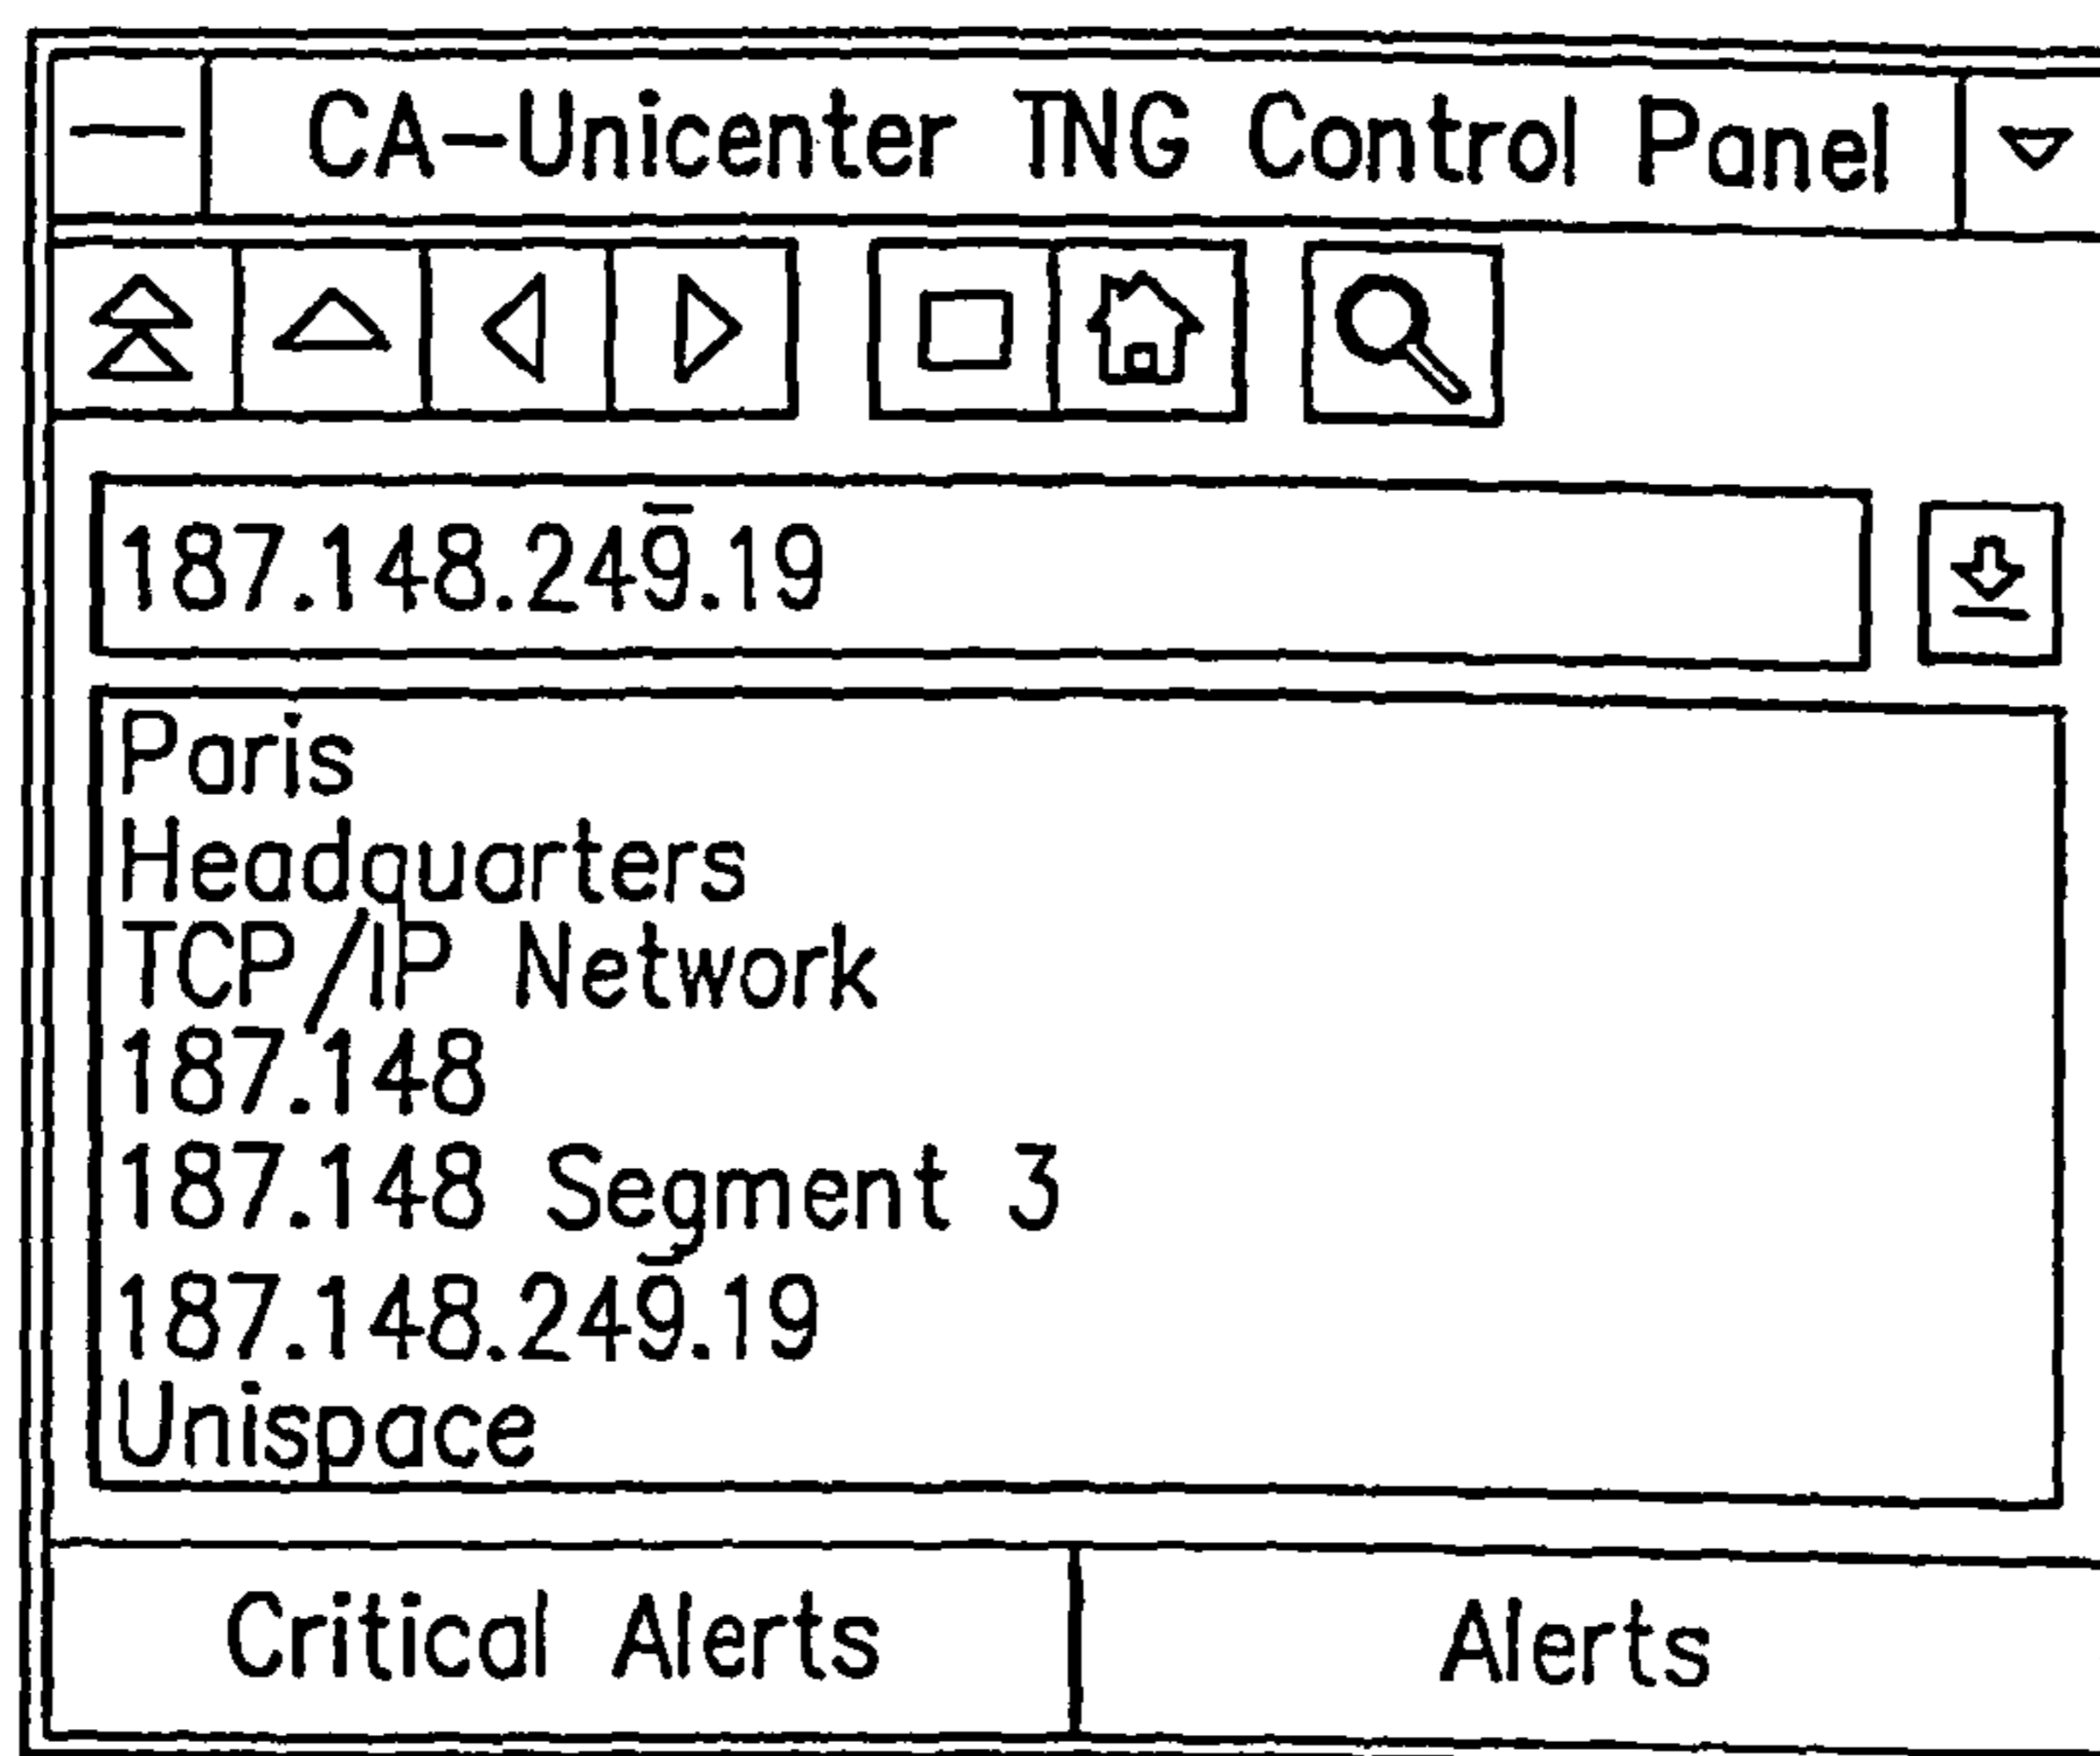 CA-Unicenter TNG Control Panel
187.148.249.19
Paris
Headquarters
TCP/IP Network
187.148
187.148 Segment 3
187.148.249.19
Unispace
Critical Alerts
Alerts